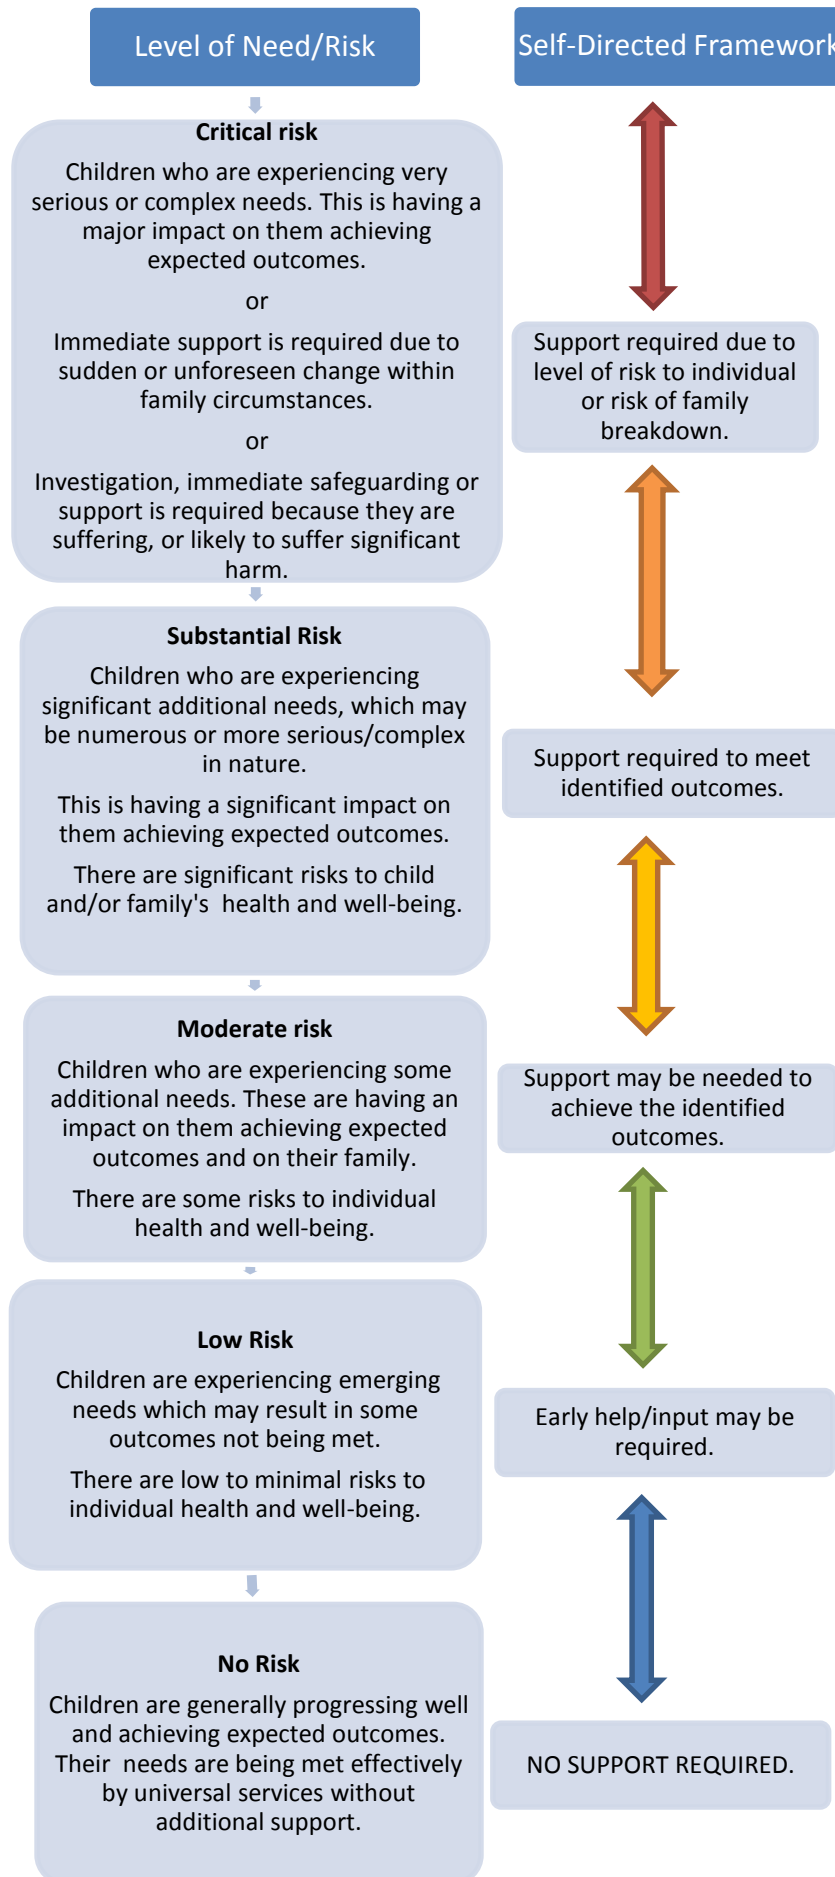 Level of Need/Risk
Self-Directed Framework
Critical risk
Children who are experiencing very
serious or complex needs. This is having a
major impact on them achieving
expected outcomes.
or
Immediate support is required due to
sudden or unforeseen change within
family circumstances.
or
Investigation, immediate safeguarding or
support is required because they are
suffering, or likely to suffer significant
harm.
Support required due to
level of risk to individual
or risk of family
breakdown.
Substantial Risk
Children who are experiencing
significant additional needs, which may
be numerous or more serious/complex
in nature.
This is having a significant impact on
them achieving expected outcomes.
There are significant risks to child
and/or family's health and well-being.
Support required to meet
identified outcomes.
Moderate risk
Children who are experiencing some
additional needs. These are having an
impact on them achieving expected
outcomes and on their family.
There are some risks to individual
health and well-being.
Support may be needed to
achieve the identified
outcomes.
Low Risk
Children are experiencing emerging
needs which may result in some
outcomes not being met.
There are low to minimal risks to
individual health and well-being.
Early help/input may be
required.
No Risk
Children are generally progressing well
and achieving expected outcomes.
Their needs are being met effectively
by universal services without
additional support.
NO SUPPORT REQUIRED.